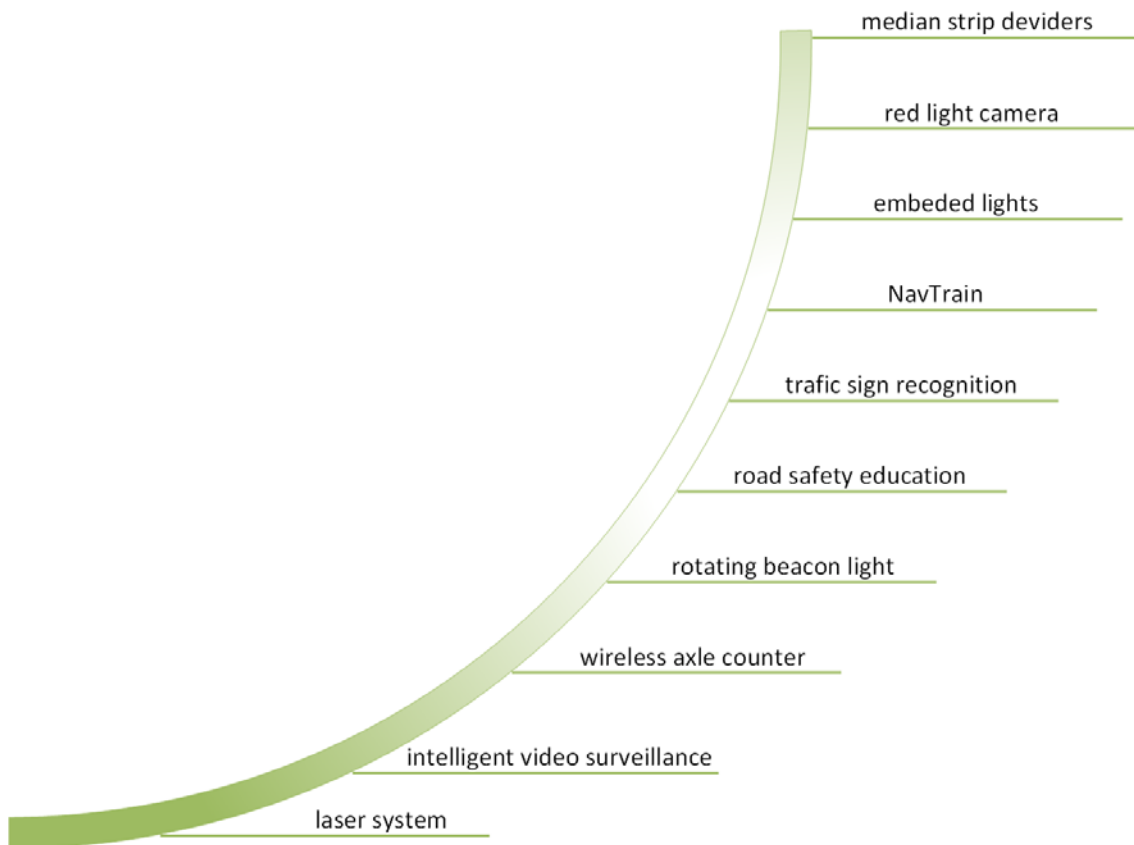 median strip deviders
red light camera
embeded lights
NavTrain
trafic sign recognition
road safety education
rotating beacon light
wireless axle counter
intelligent video surveillance
laser system